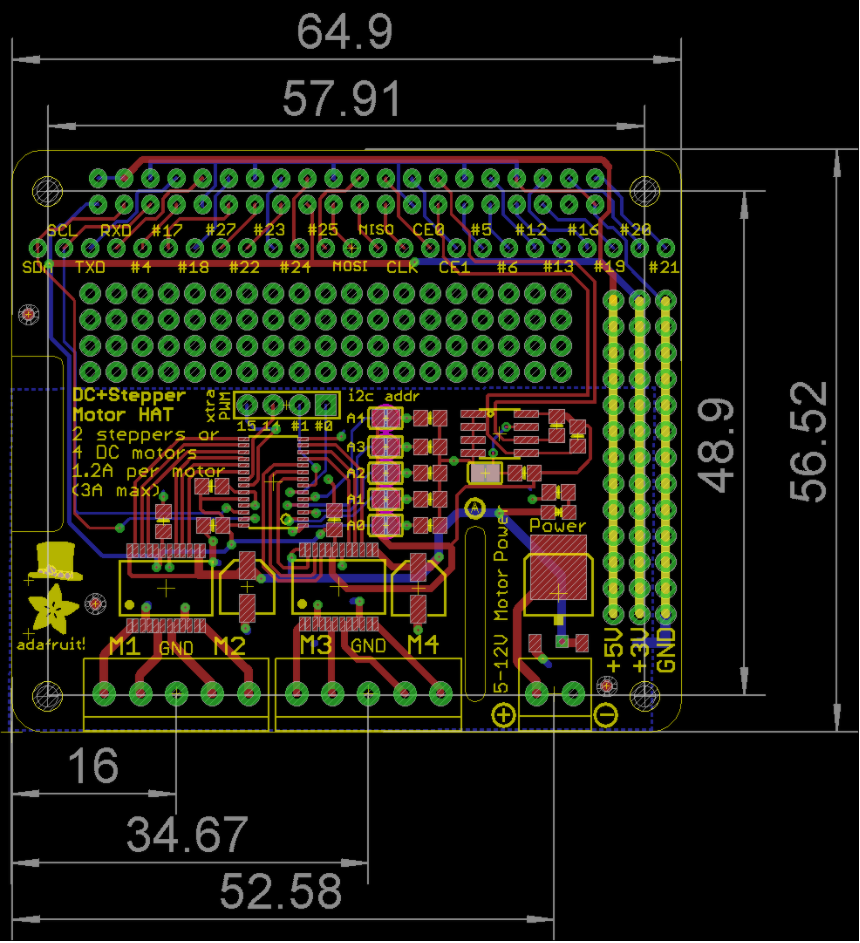 64.9
57.91
SCL RXD #17 #27 #23 #25 MISO CE0 #5 #12 #16 #20
SDA TXD #4 #18 #22 #24 MOSI CLK CE1 #6 #13 #19 #21
DC+Stepper
Motor HAT
2 steppers or
4 DC motors
1.2A per motor
(3A max)
xtra
PWM
15 14 #1 #0
i2c addr
A4
A3
A2
A1
A0
A
Power
5-12V Motor Power
+5V
+3V
GND
48.9
56.52
adafruit!
M1 GND M2 M3 GND M4
+ -
16
34.67
52.58